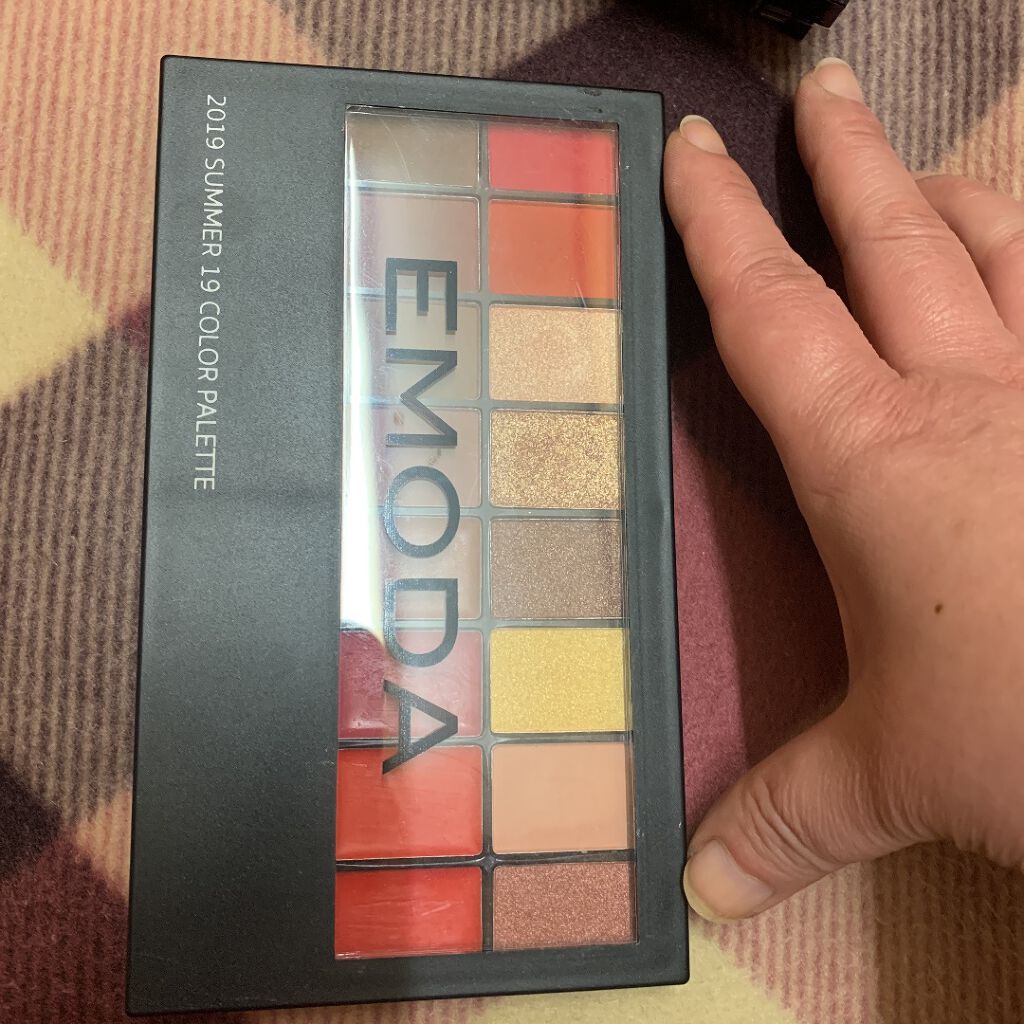 EMODA
2019 SUMMER 19 COLOR PALETTE